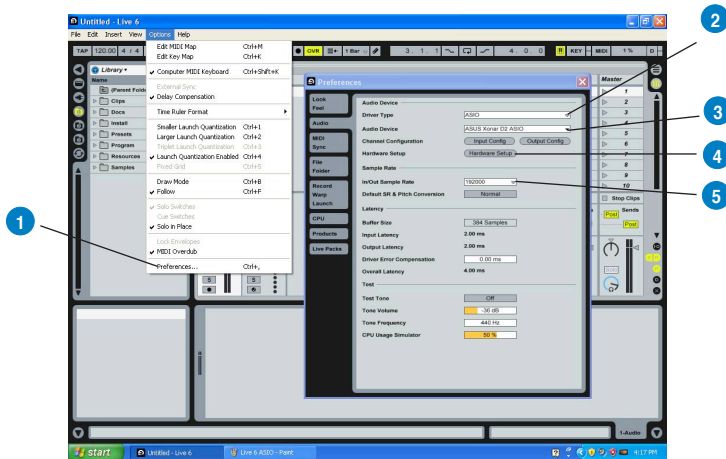 Untitled - Live 6
File Edit Insert View Options Help
TAP 120.00 4 / 4
OVR 1 Bar 3. 1. 1 4. 0. 0 KEY MIDI 1 % D
Library
Name
(Parent Folde
Clips
Docs
Install
Presets
Program
Resources
Samples
Edit MIDI Map Ctrl+M
Edit Key Map Ctrl+K
Computer MIDI Keyboard Ctrl+Shift+K
External Sync
Delay Compensation
Time Ruler Format
Smaller Launch Quantization Ctrl+1
Larger Launch Quantization Ctrl+2
Triplet Launch Quantization Ctrl+3
Launch Quantization Enabled Ctrl+4
Fixed Grid Ctrl+5
Draw Mode Ctrl+B
Follow Ctrl+F
Solo Switches
Cue Switches
Solo in Place
Lock Envelopes
MIDI Overdub
Preferences... Ctrl+,
S S
Preferences
Look
Feel
Audio
MIDI
Sync
File
Folder
Record
Warp
Launch
CPU
Products
Live Packs
Audio Device
Driver Type ASIO
Audio Device ASUS Xonar D2 ASIO
Channel Configuration Input Config Output Config
Hardware Setup Hardware Setup
Sample Rate
In/Out Sample Rate 192000
Default SR & Pitch Conversion Normal
Latency
Buffer Size 384 Samples
Input Latency 2.00 ms
Output Latency 2.00 ms
Driver Error Compensation 0.00 ms
Overall Latency 4.00 ms
Test
Test Tone Off
Tone Volume -36 dB
Tone Frequency 440 Hz
CPU Usage Simulator 50 %
Master
1
2
3
4
5
6
7
8
9
10
Stop Clips
Sends
Post
Post
1-Audio
start Untitled - Live 6 Live 6 ASIO - Paint 4:17 PM
1
2
3
4
5